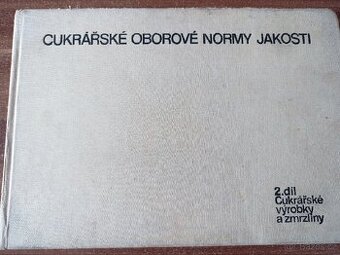 CUKRÁŘSKÉ OBOROVÉ NORMY JAKOSTI
2.díl
Cukrářské
výrobky
a zmrzliny